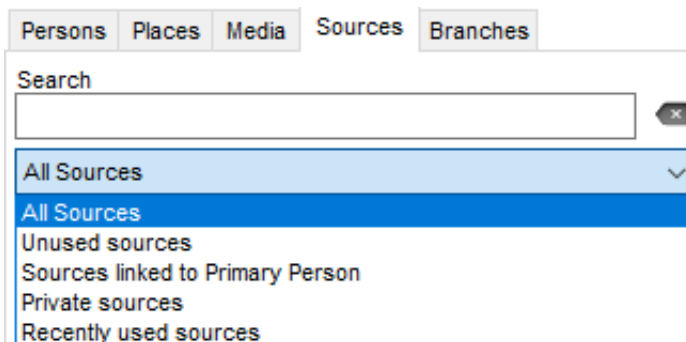 Persons Places Media Sources Branches
Search
All Sources
All Sources
Unused sources
Sources linked to Primary Person
Private sources
Recently used sources